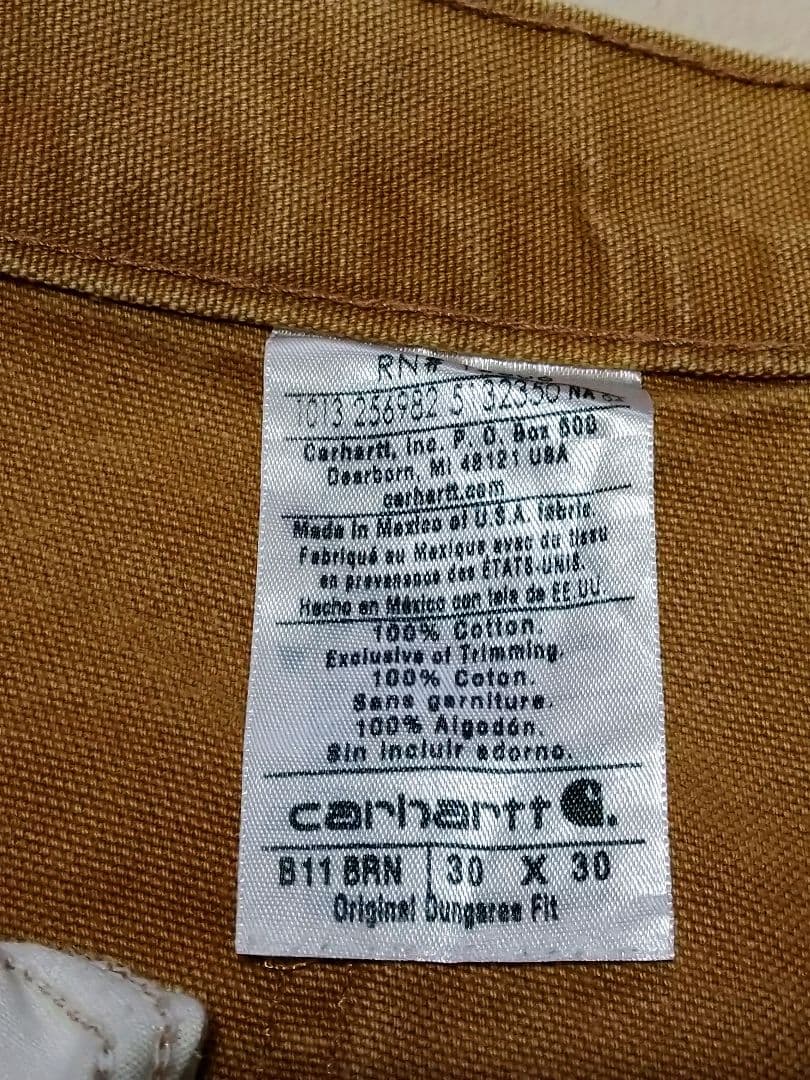 RN#
1013 256982 5 32330 NA
Carhartt, Inc. P. O. Box 600
Dearborn, MI 48121 USA
carhartt.com
Made in Mexico of U.S.A. fabric.
Fabriqué au Mexique avec du tissu
en provenance des ÉTATS-UNIS.
Hecho en México con tela de EE.UU.
100% Cotton.
Exclusive of Trimming.
100% Coton.
Sans garniture.
100% Algodón.
Sin incluir adorno.
carhartt
B11 BRN 30 X 30
Original Dungaree Fit